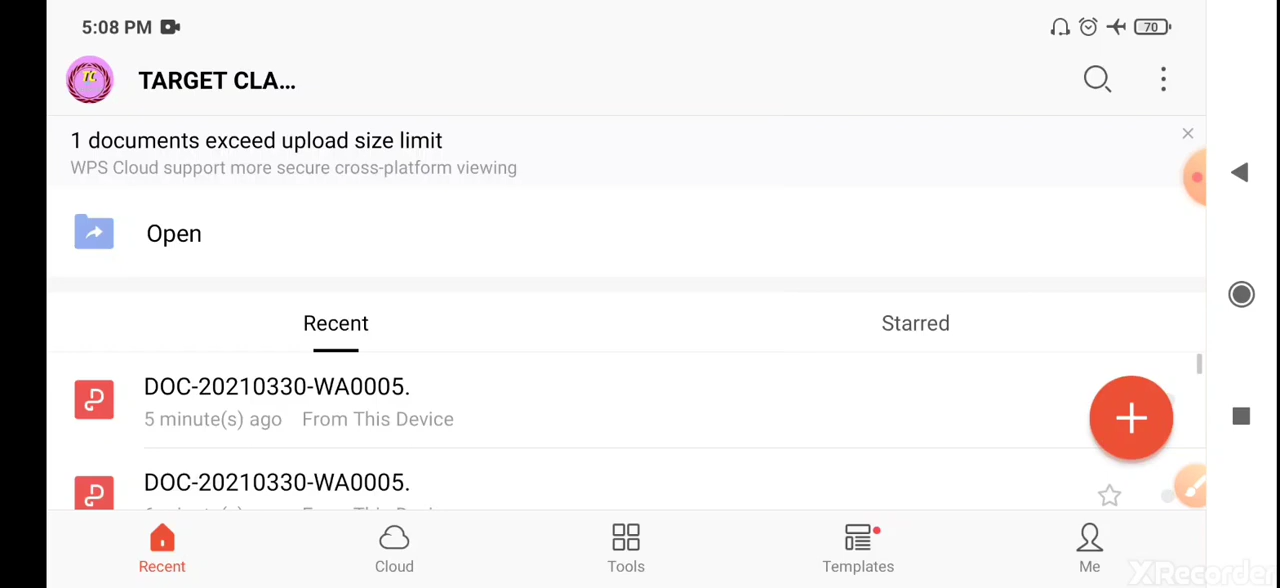 5:08 PM
70
TC
TARGET CLA...
1 documents exceed upload size limit
WPS Cloud support more secure cross-platform viewing
Open
Recent
Starred
DOC-20210330-WA0005.
5 minute(s) ago From This Device
DOC-20210330-WA0005.
Recent
Cloud
Tools
Templates
Me
XRecorder